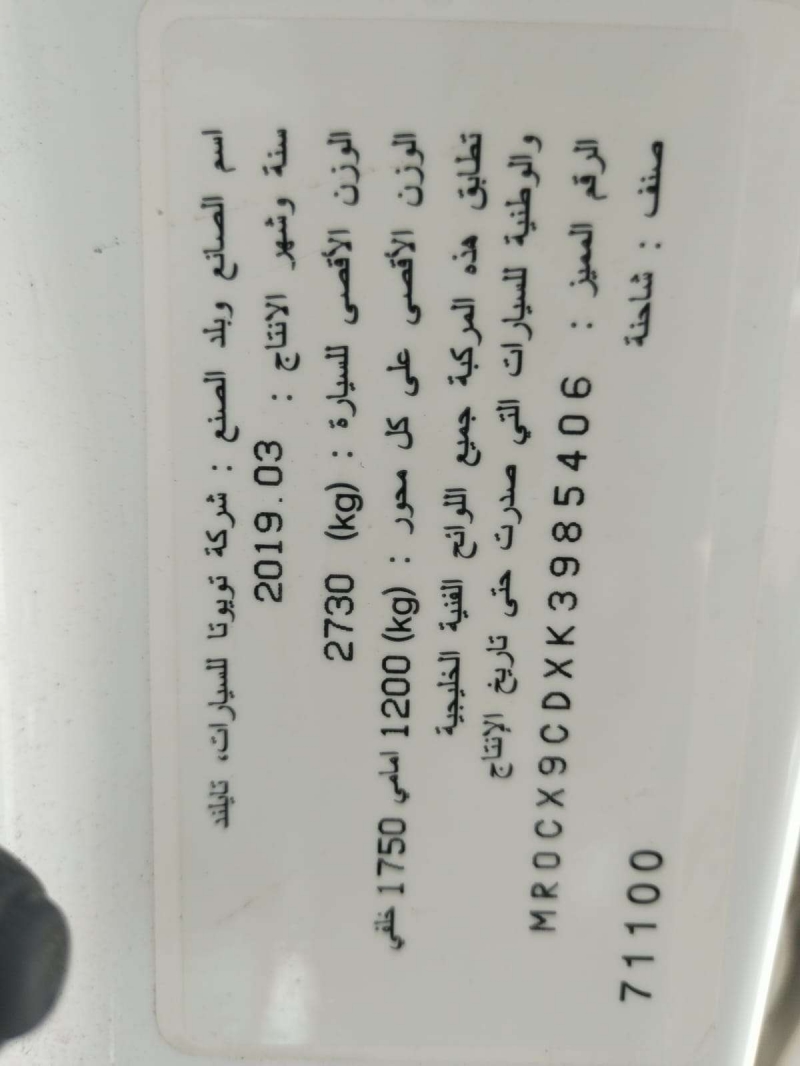 اسم الصانع وبلد الصنع : شركة تويوتا للسيارات، تايلند
سنة وشهر الانتاج : 2019.03
الوزن الأقصى للسيارة : (kg) 2730
الوزن الأقصى على كل محور : (kg) 1200 امامي 1750 خلفي
تطابق هذه المركبة جميع اللوائح الفنية الخليجية
والوطنية للسيارات التي صدرت حتى تاريخ الإنتاج
الرقم المميز : MR0CX9CDXK3985406
صنف : شاحنة
71100